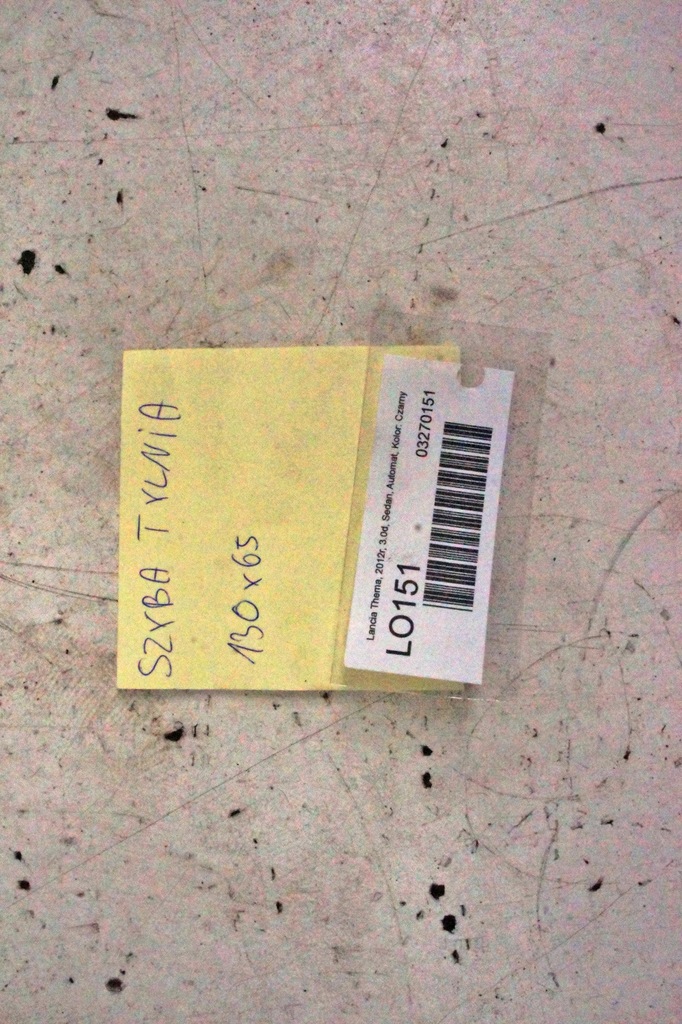 SZYBA TYLNIA
130 x 65
Lancia Thema, 2012r, 3.0d, Sedan, Automat, Kolor: Czarny
LO151
03270151